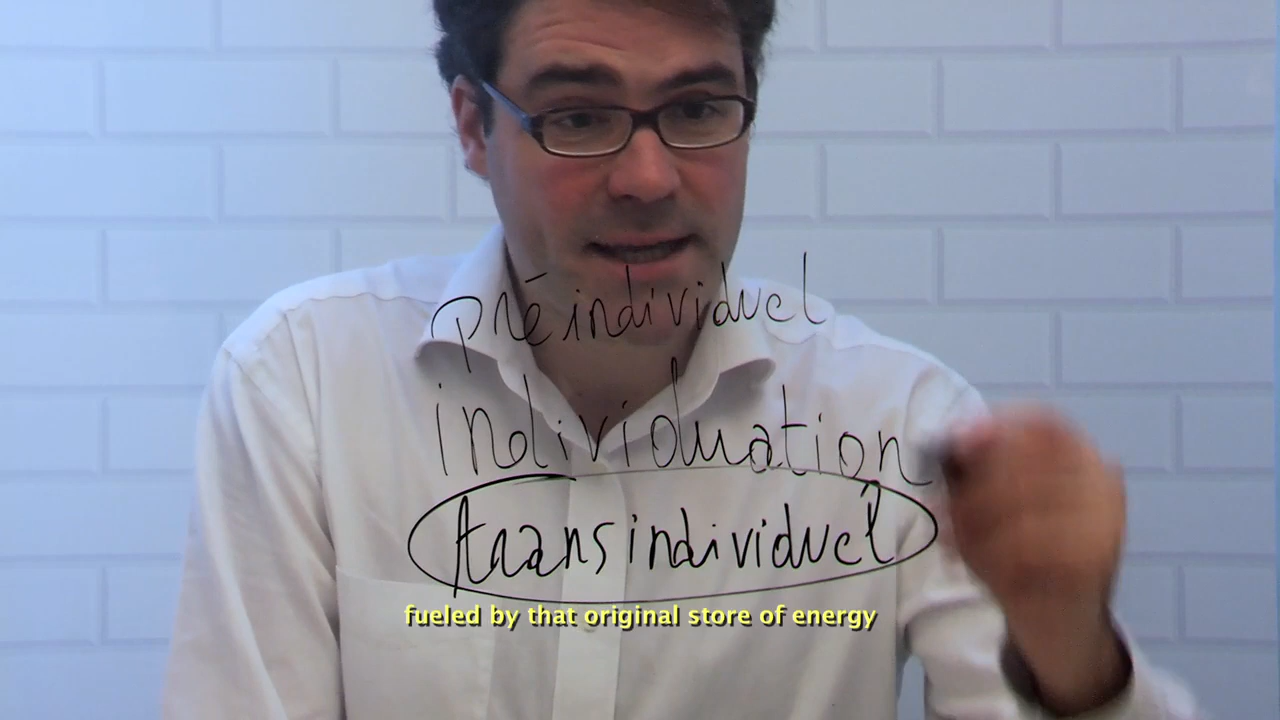 préindividuel
individuation
transindividuel
fueled by that original store of energy